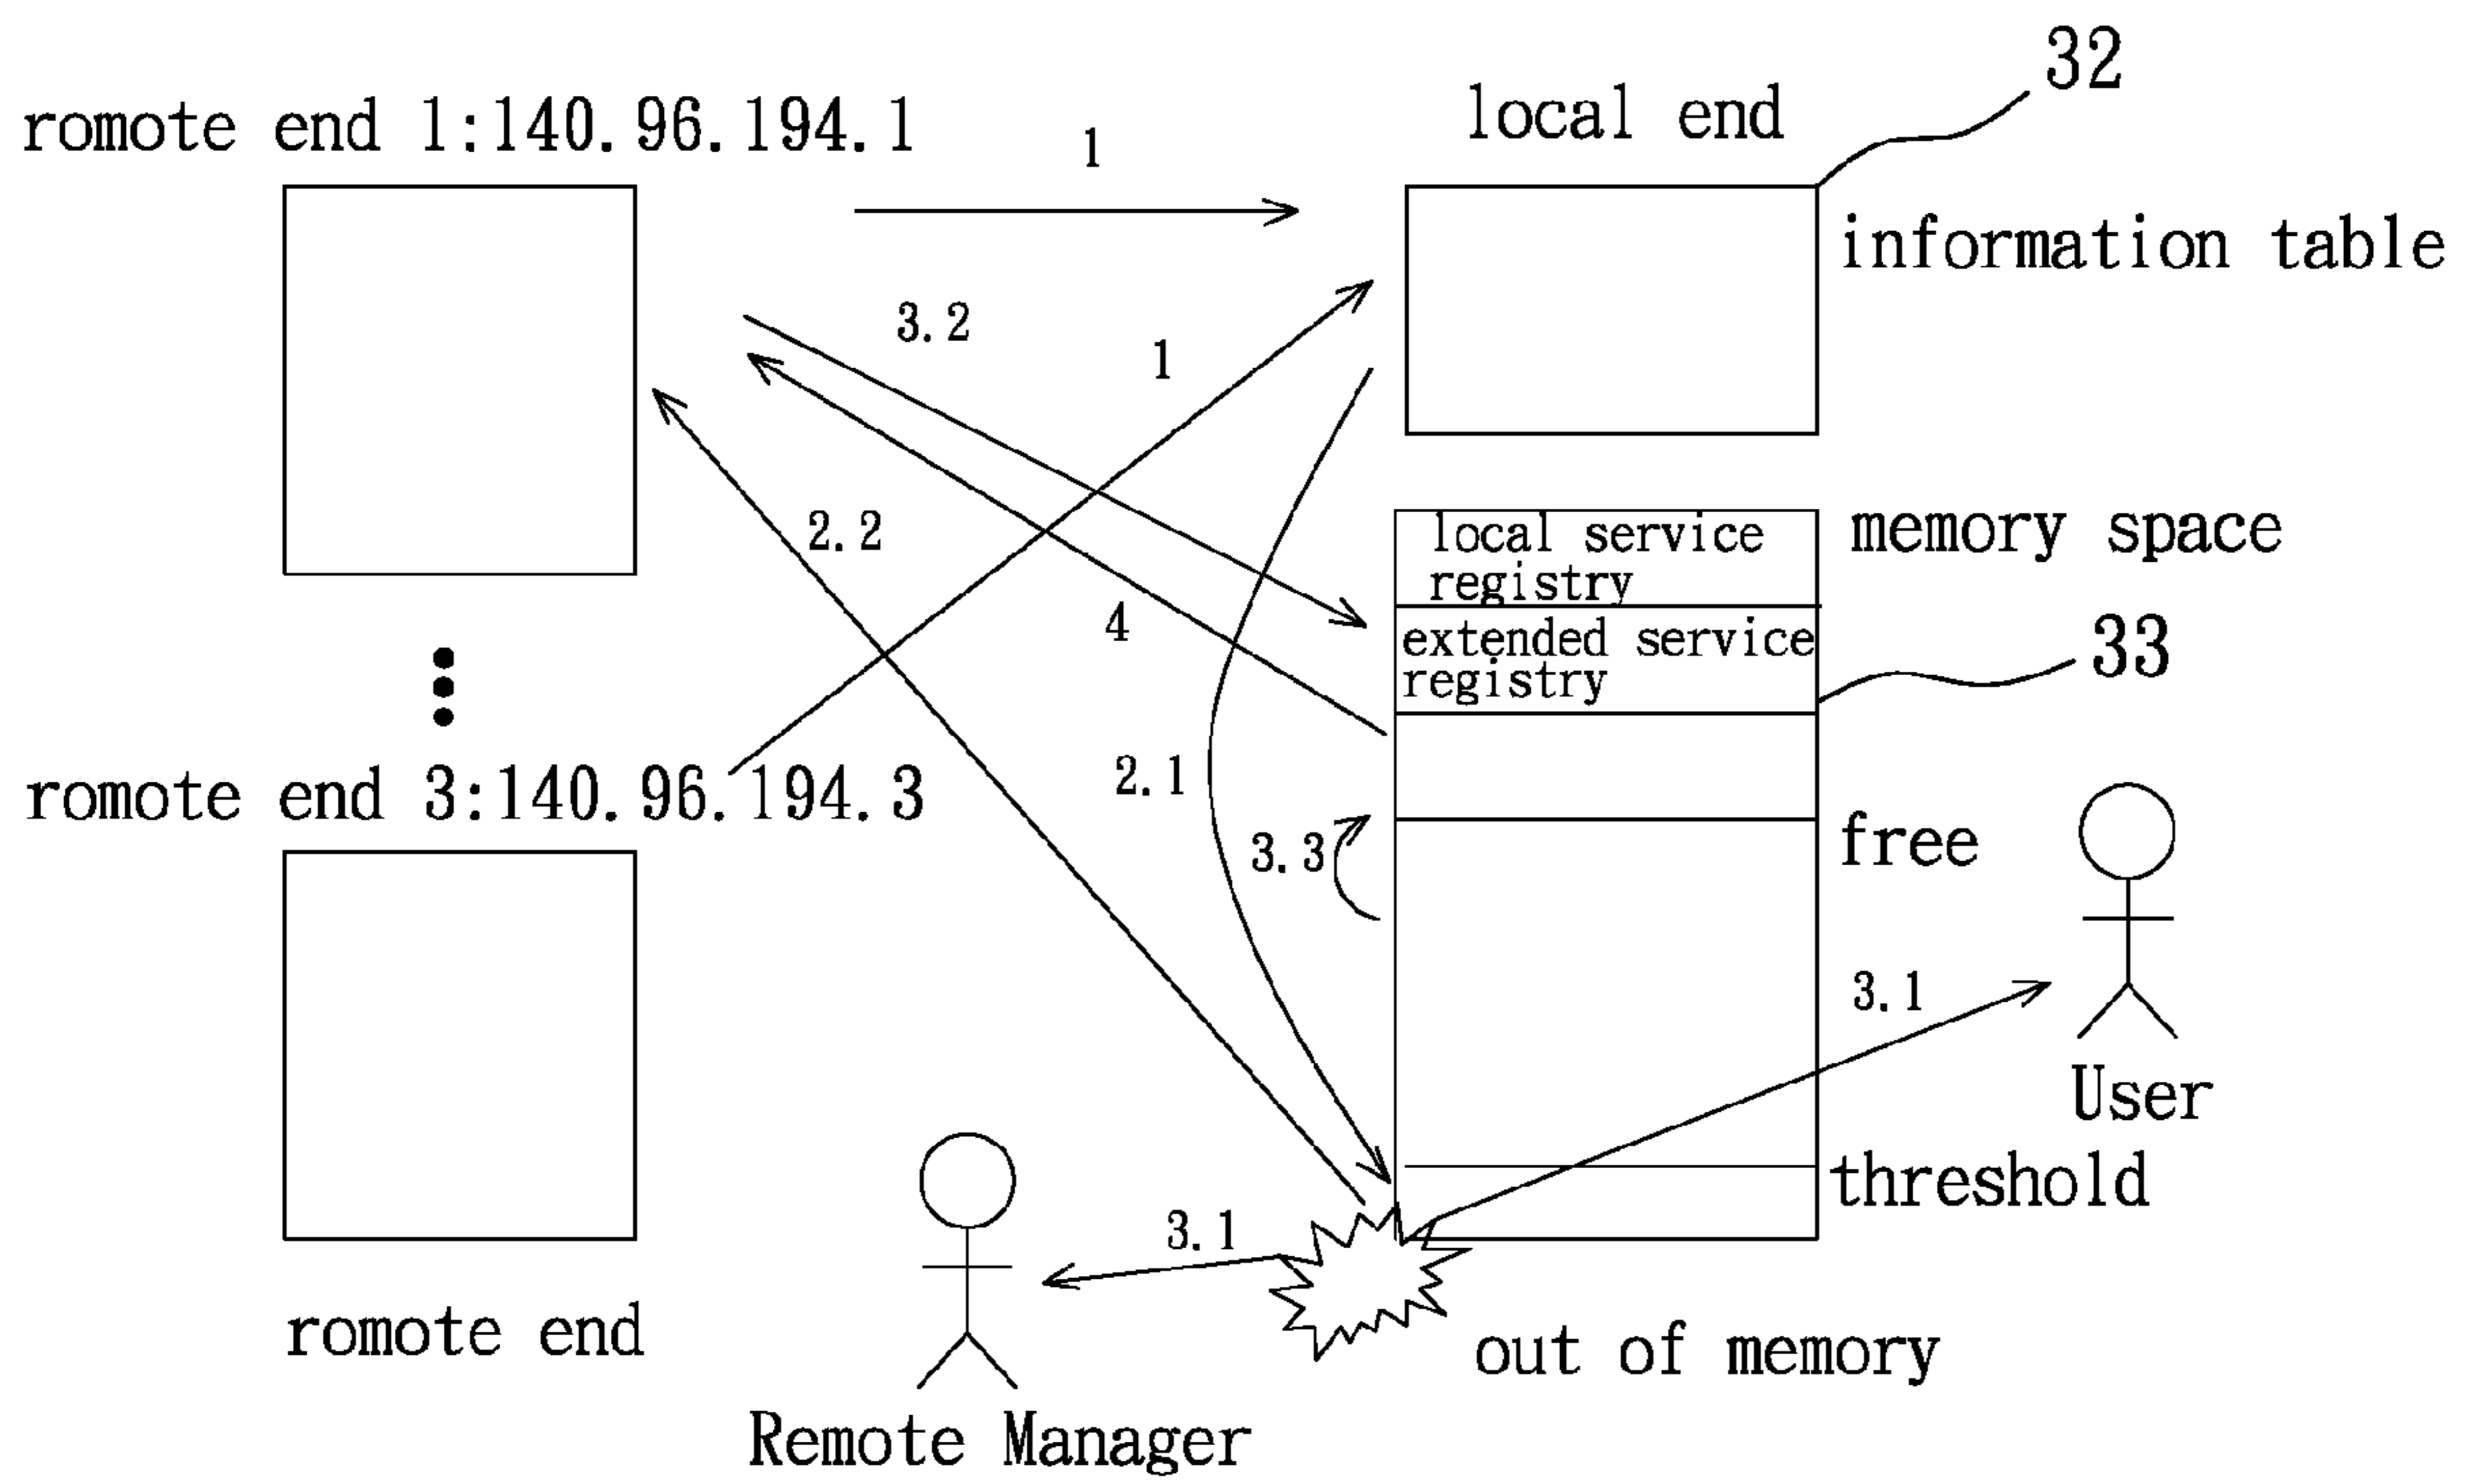 32
romote end 1:140.96.194.1
local end
1
information table
3.2
1
2.2
local service
registry
memory space
4
extended service
registry
33
2.1
romote end 3:140.96.194.3
3.3
free
3.1
User
threshold
3.1
romote end
out of memory
Remote Manager